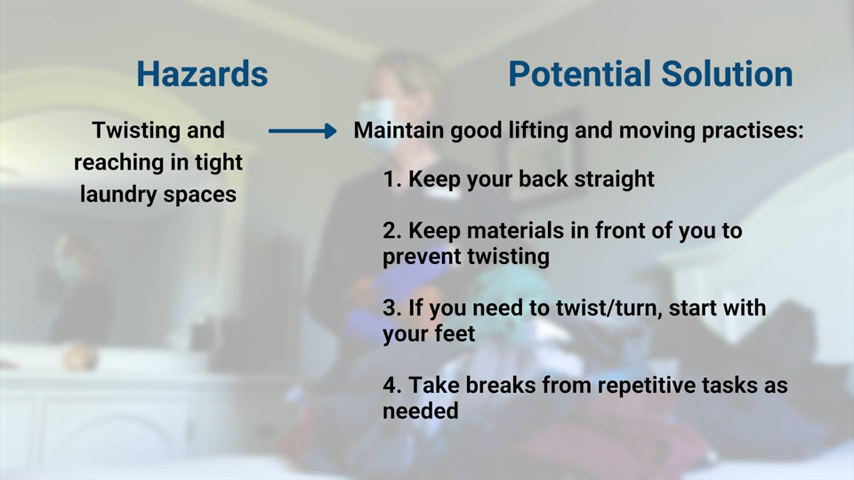 Hazards
Potential Solution
Twisting and
reaching in tight
laundry spaces
Maintain good lifting and moving practises:
1. Keep your back straight
2. Keep materials in front of you to
prevent twisting
3. If you need to twist/turn, start with
your feet
4. Take breaks from repetitive tasks as
needed